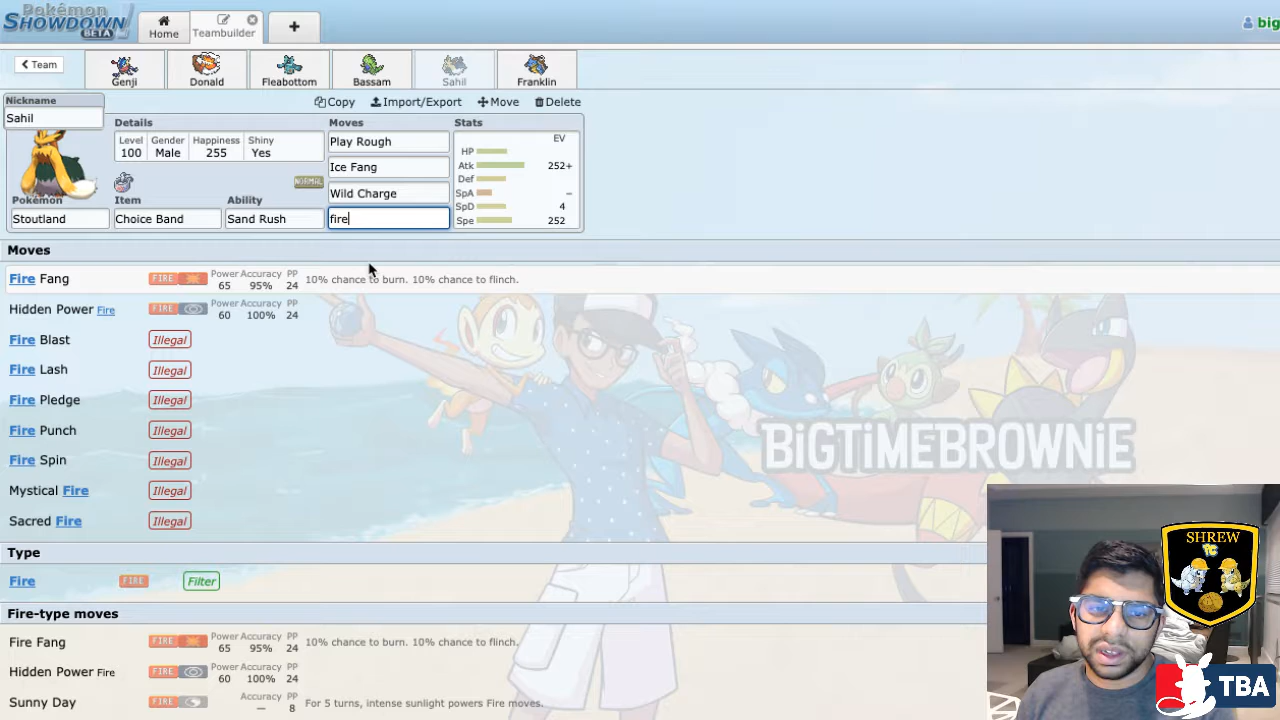 Pokémon
SHOWDOWN
BETA
Home
Teambuilder
+
big
Team
Genji
Donald
Fleabottom
Bassam
Sahil
Franklin
Nickname
Sahil
Copy
Import/Export
Move
Delete
Details
Moves
Stats
Level
Gender
Happiness
Shiny
100
Male
255
Yes
Play Rough
Ice Fang
Wild Charge
fire
EV
HP
Atk 252+
Def
SpA –
SpD 4
Spe 252
NORMAL
Pokémon
Item
Ability
Stoutland
Choice Band
Sand Rush
Moves
Fire Fang FIRE Power 65 Accuracy 95% PP 24 10% chance to burn. 10% chance to flinch.
Hidden Power Fire FIRE Power 60 Accuracy 100% PP 24
Fire Blast Illegal
Fire Lash Illegal
Fire Pledge Illegal
Fire Punch Illegal
Fire Spin Illegal
Mystical Fire Illegal
Sacred Fire Illegal
BiGTiMEBROWNiE
Type
Fire FIRE Filter
Fire-type moves
Fire Fang FIRE Power 65 Accuracy 95% PP 24 10% chance to burn. 10% chance to flinch.
Hidden Power Fire FIRE Power 60 Accuracy 100% PP 24
Sunny Day FIRE Accuracy — PP 8 For 5 turns, intense sunlight powers Fire moves.
SHREW
TBA